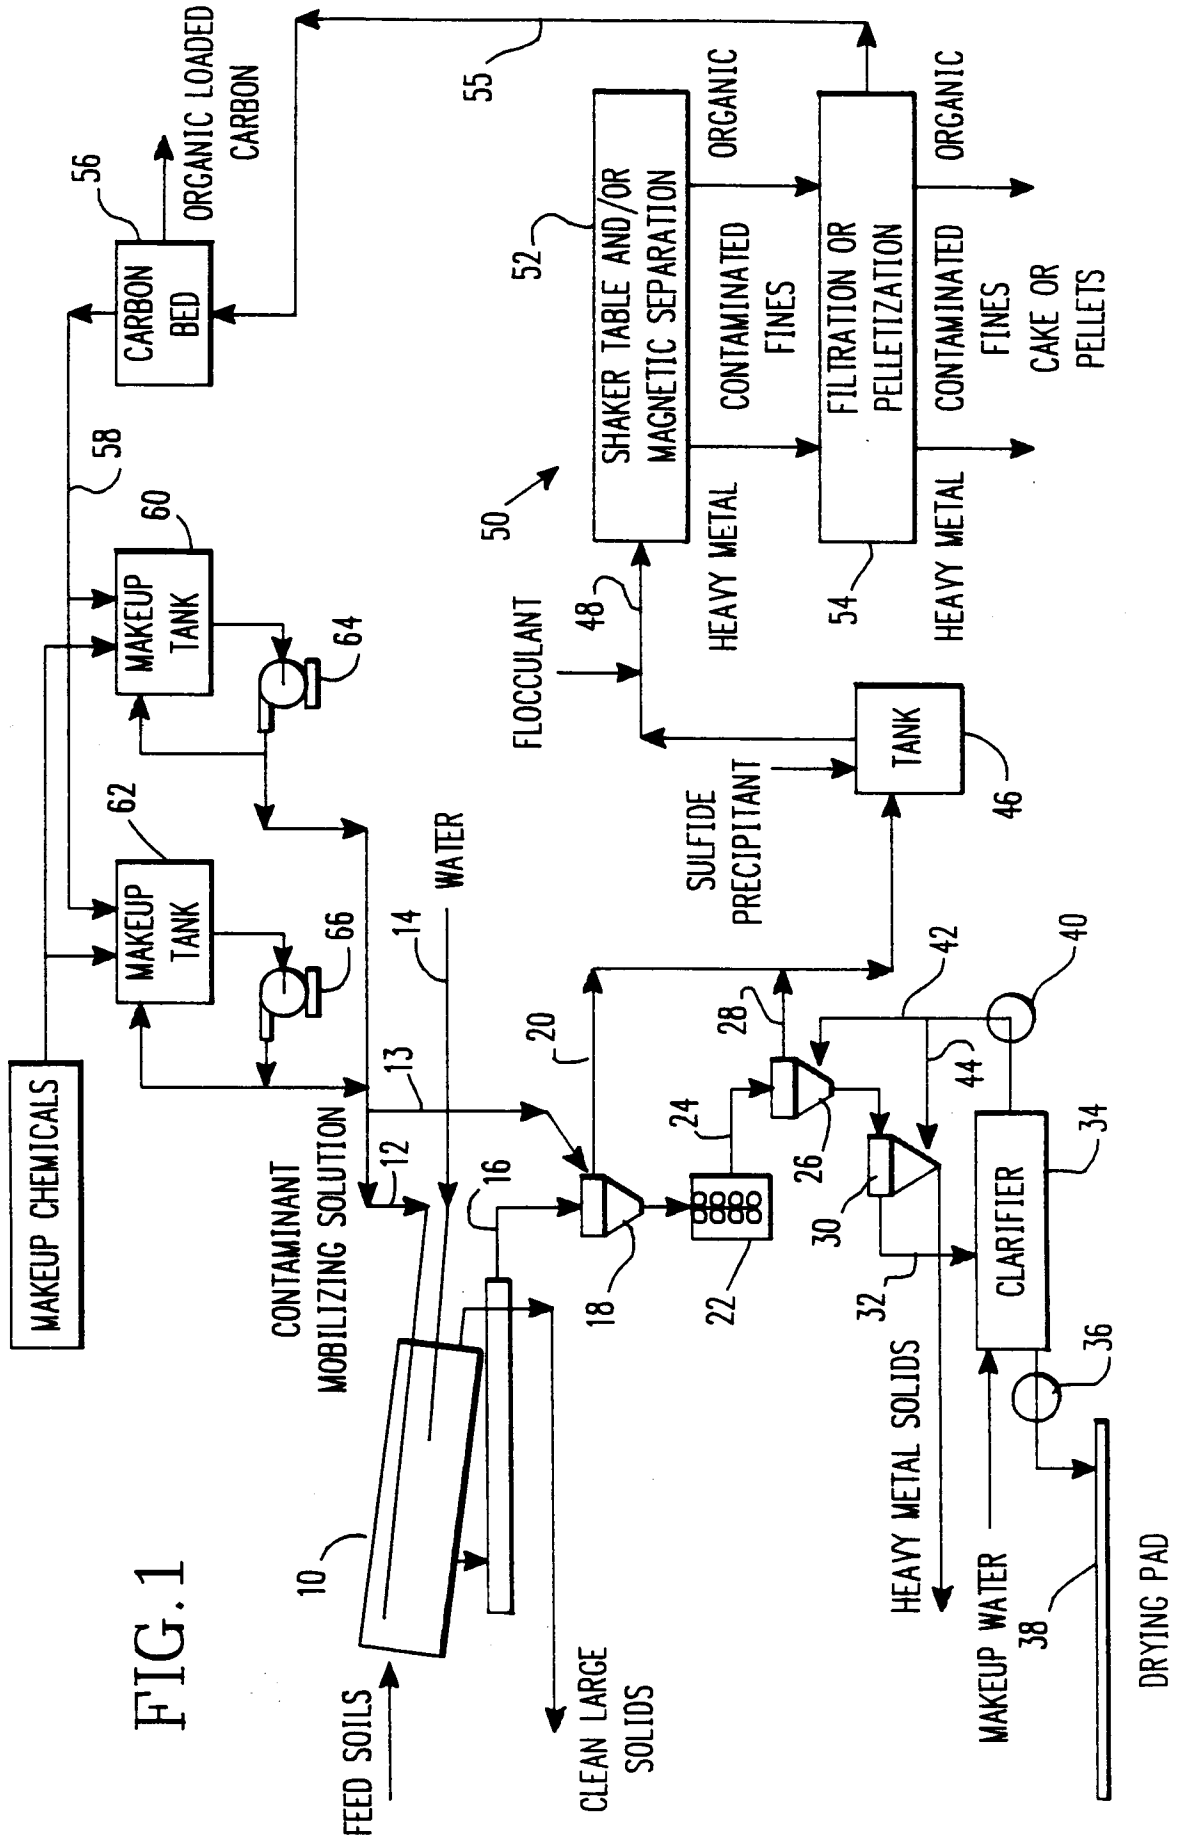 FIG. 1
MAKEUP CHEMICALS
MAKEUP
TANK
62
66
MAKEUP
TANK
60
64
58
CARBON
BED
56
ORGANIC LOADED
CARBON
55
CONTAMINANT
MOBILIZING SOLUTION
12
13
14
WATER
FEED SOILS
10
16
CLEAN LARGE
SOLIDS
18
20
22
24
26
28
30
32
HEAVY METAL SOLIDS
MAKEUP WATER
CLARIFIER
34
36
38
DRYING PAD
40
42
44
SULFIDE
PRECIPITANT
TANK
46
FLOCCULANT
48
50
SHAKER TABLE AND/OR
MAGNETIC SEPARATION
52
HEAVY METAL
CONTAMINATED
FINES
ORGANIC
FILTRATION OR
PELLETIZATION
54
HEAVY METAL
CONTAMINATED
FINES
CAKE OR
PELLETS
ORGANIC